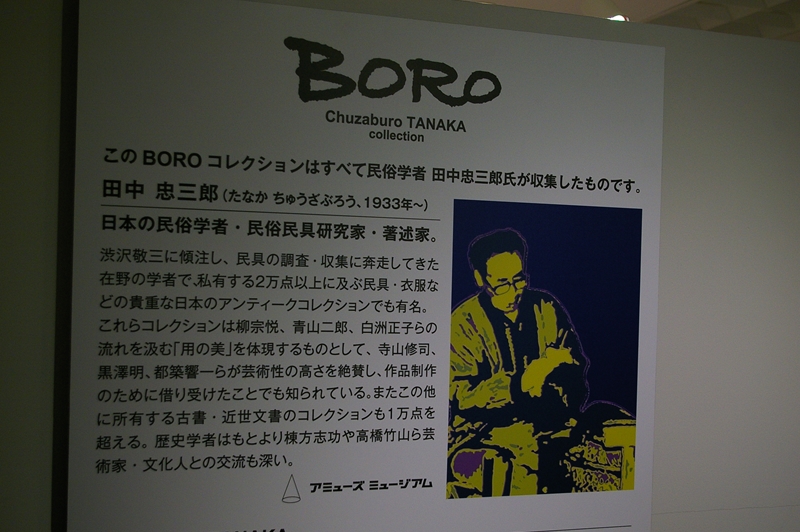 BORO
Chuzaburo TANAKA
collection
このBOROコレクションはすべて民俗学者 田中忠三郎氏が収集したものです。
田中 忠三郎（たなか ちゅうざぶろう、1933年～）
日本の民俗学者・民俗民具研究家・著述家。
渋沢敬三に傾注し、民具の調査・収集に奔走してきた
在野の学者で、私有する2万点以上に及ぶ民具・衣服な
どの貴重な日本のアンティークコレクションでも有名。
これらコレクションは柳宗悦、青山二郎、白洲正子らの
流れを汲む「用の美」を体現するものとして、寺山修司、
黒澤明、都築響一らが芸術性の高さを絶賛し、作品制作
のために借り受けたことでも知られている。またこの他
に所有する古書・近世文書のコレクションも1万点を
超える。歴史学者はもとより棟方志功や高橋竹山ら芸
術家・文化人との交流も深い。
アミューズ ミュージアム